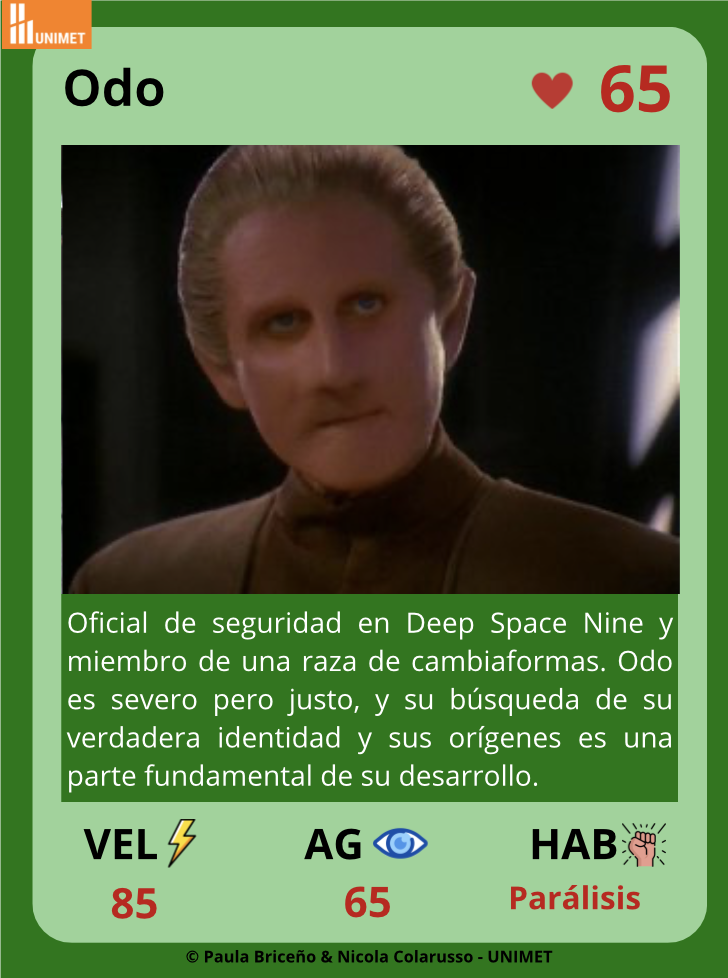 UNIMET
Odo
65
Oficial de seguridad en Deep Space Nine y
miembro de una raza de cambiaformas. Odo
es severo pero justo, y su búsqueda de su
verdadera identidad y sus orígenes es una
parte fundamental de su desarrollo.
VEL AG HAB
85 65 Parálisis
© Paula Briceño & Nicola Colarusso - UNIMET